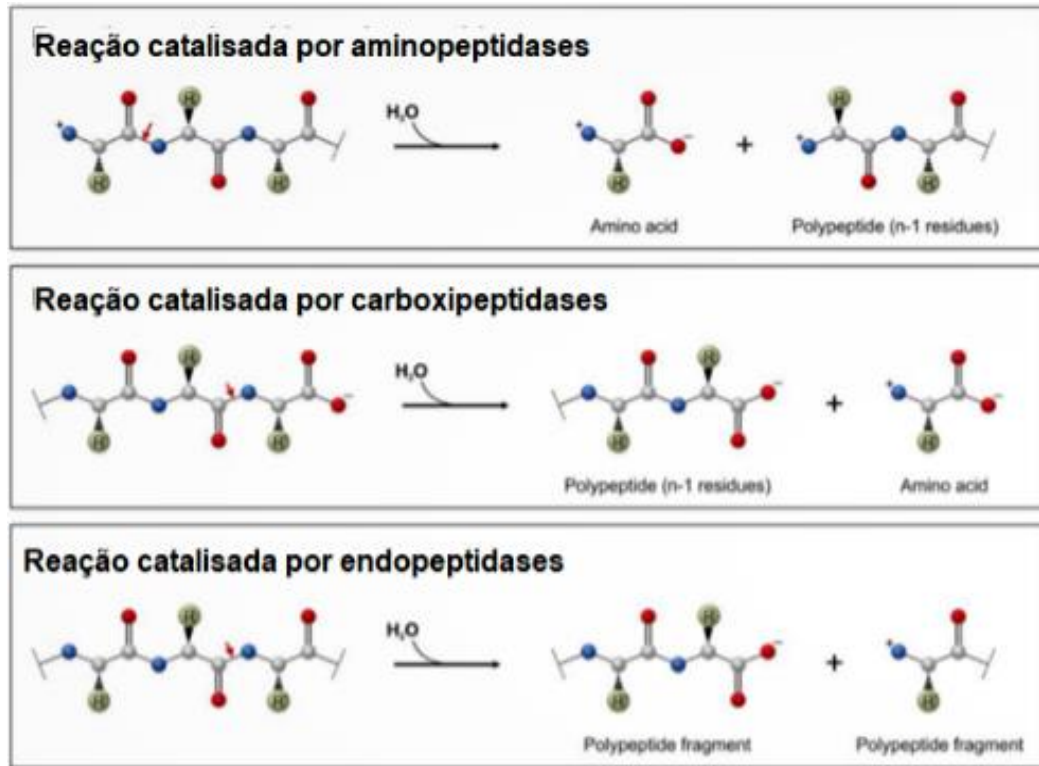 Reação catalisada por aminopeptidases
H₂O
+
Amino acid
Polypeptide (n-1 residues)
Reação catalisada por carboxipeptidases
H₂O
+
Polypeptide (n-1 residues)
Amino acid
Reação catalisada por endopeptidases
H₂O
+
Polypeptide fragment
Polypeptide fragment